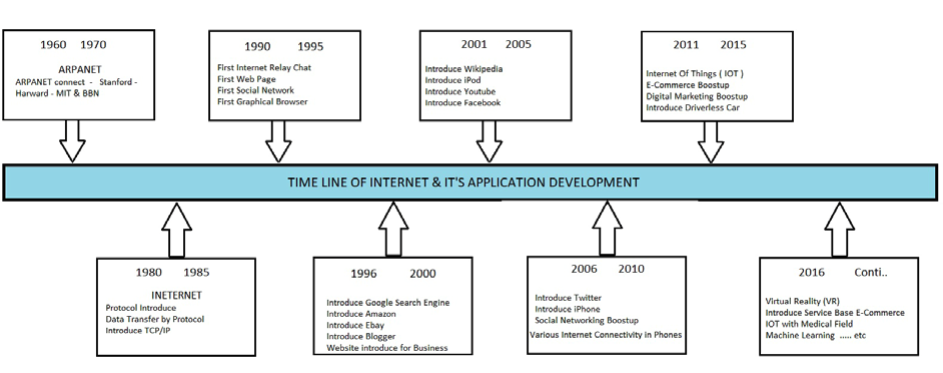 1960 1970
ARPANET
ARPANET connect - Stanford -
Harward - MIT & BBN
1990 1995
First Internet Relay Chat
First Web Page
First Social Network
First Graphical Browser
2001 2005
Introduce Wikipedia
Introduce iPod
Introduce Youtube
Introduce Facebook
2011 2015
Internet Of Things ( IOT )
E-Commerce Boostup
Digital Marketing Boostup
Introduce Driverless Car
TIME LINE OF INTERNET & IT'S APPLICATION DEVELOPMENT
1980 1985
INETERNET
Protocol Introduce
Data Transfer by Protocol
Introduce TCP/IP
1996 2000
Introduce Google Search Engine
Introduce Amazon
Introduce Ebay
Introduce Blogger
Website introduce for Business
2006 2010
Introduce Twitter
Introduce iPhone
Social Networking Boostup
Various Internet Connectivity in Phones
2016 Conti..
Virtual Reality (VR)
Introduce Service Base E-Commerce
IOT with Medical Field
Machine Learning ..... etc